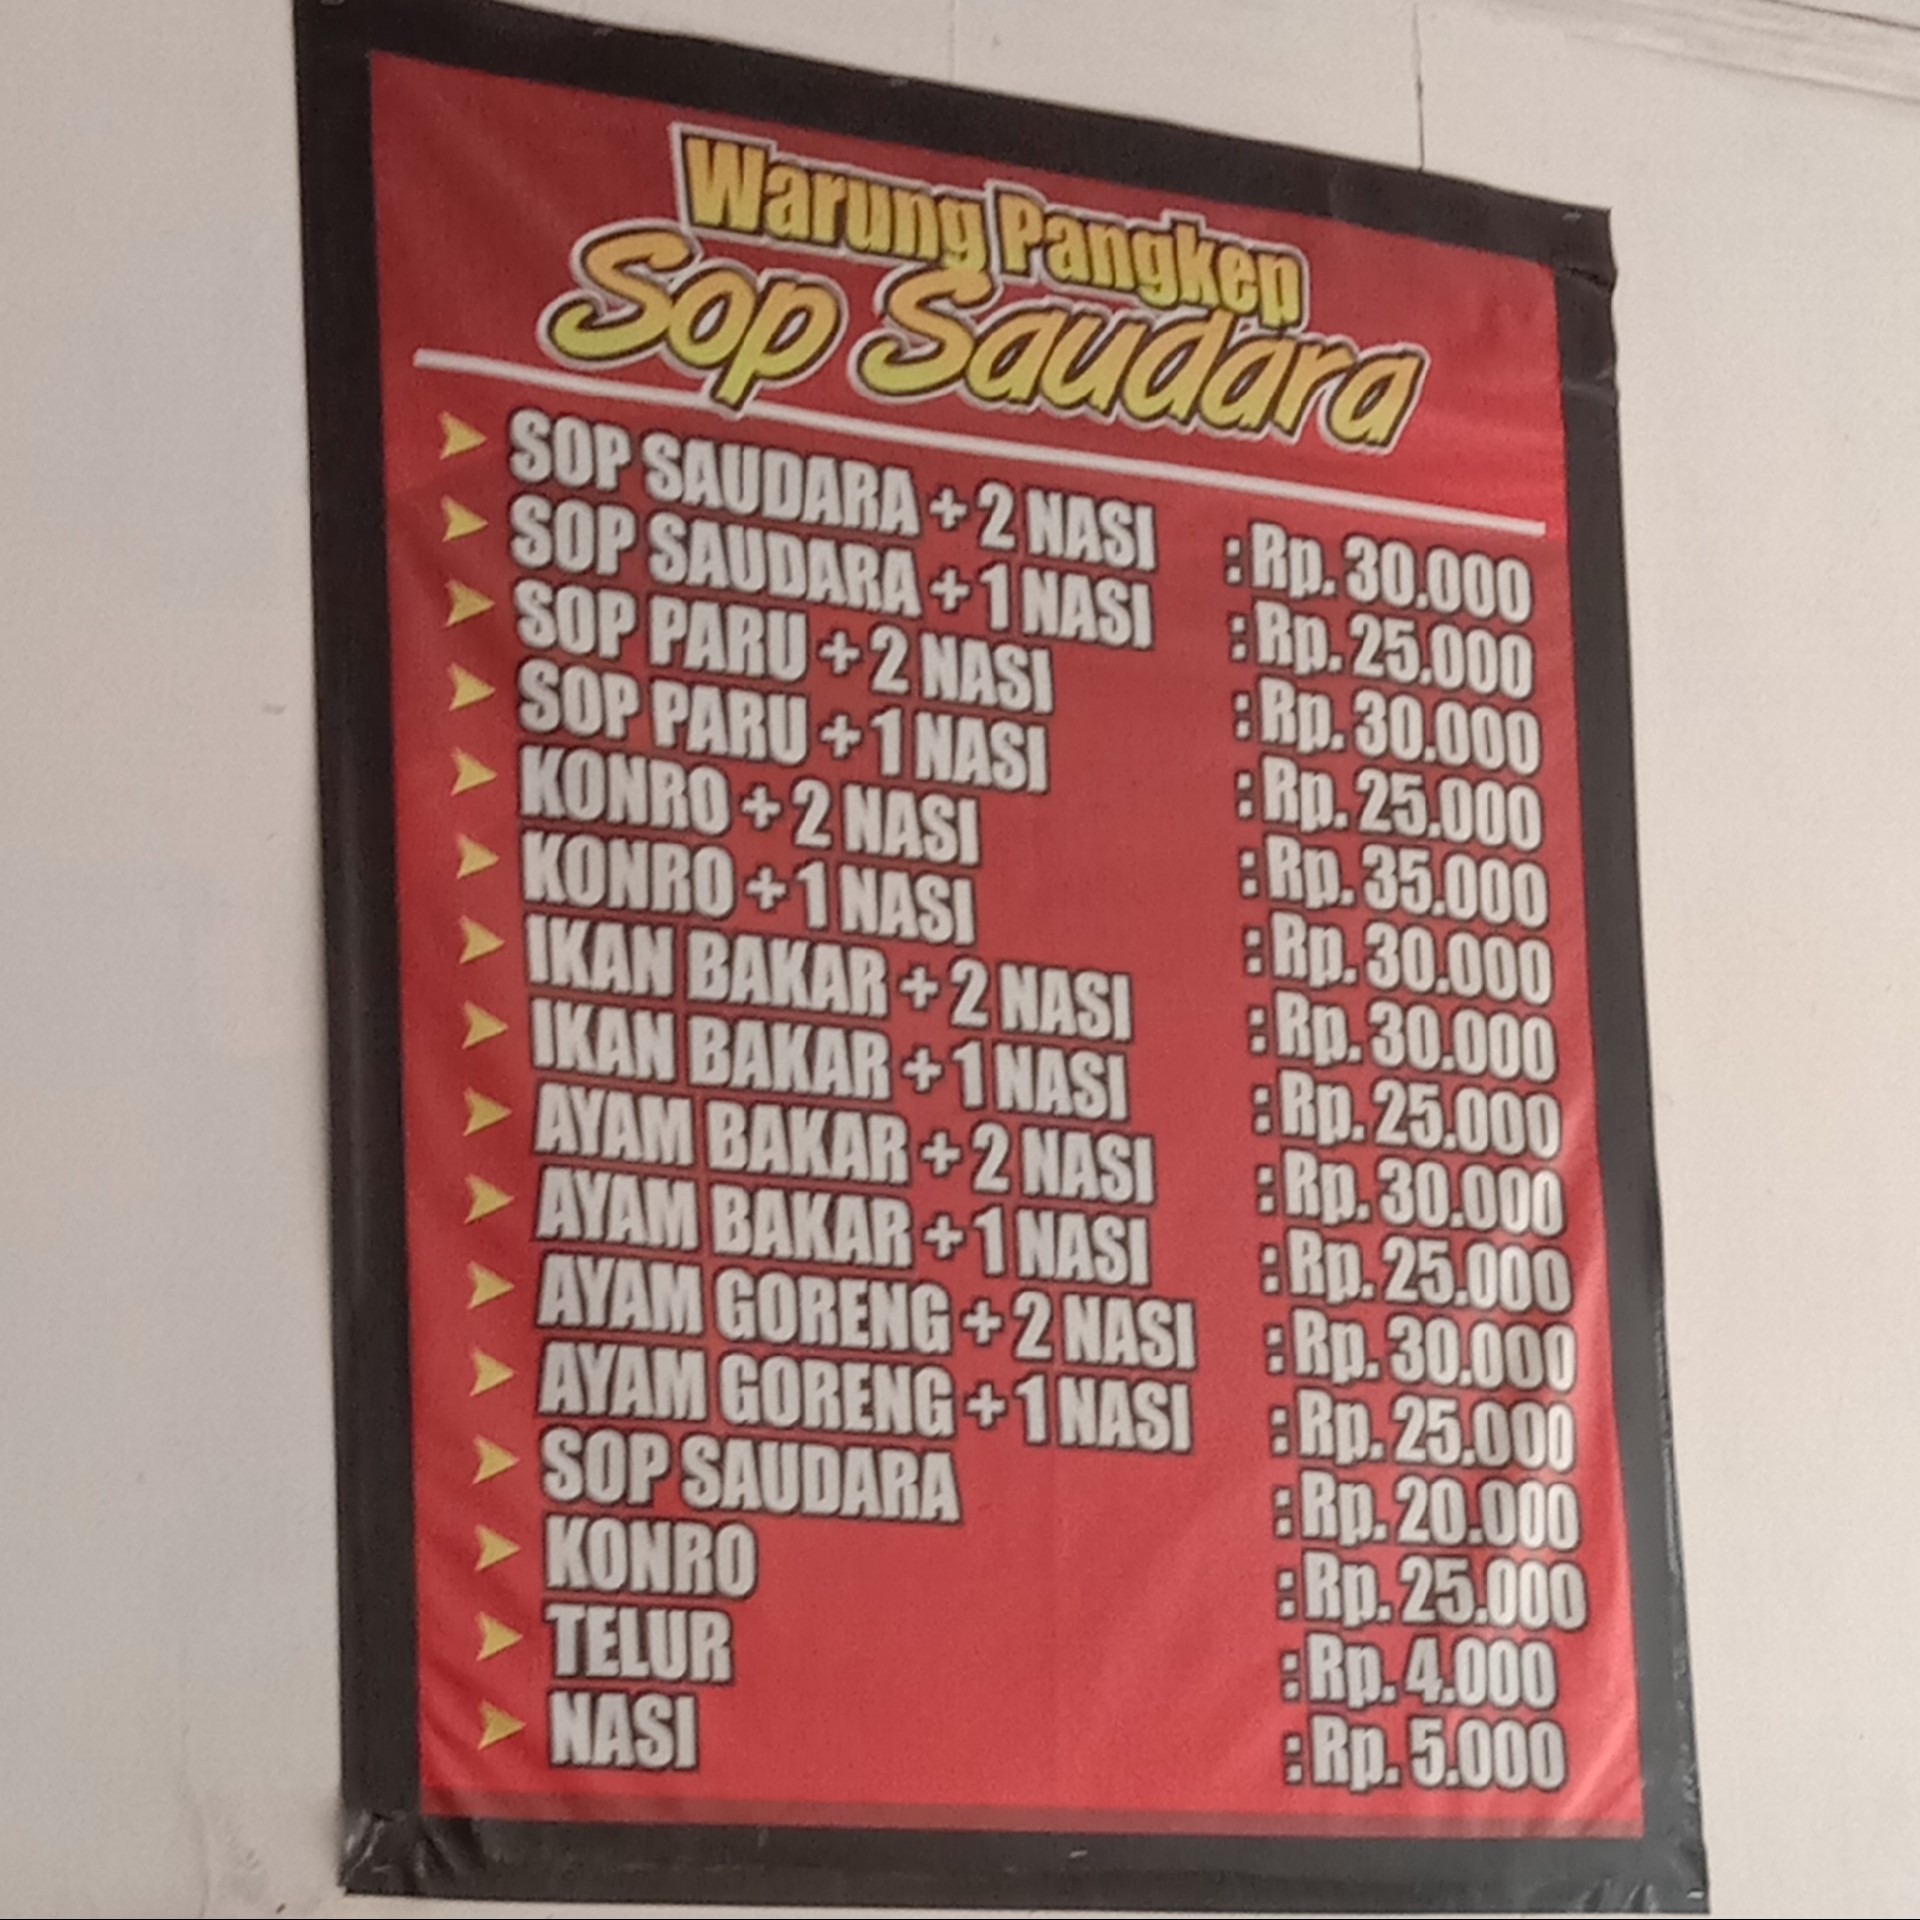 Warung Pangkep
Sop Saudara
SOP SAUDARA + 2 NASI : Rp. 30.000
SOP SAUDARA + 1 NASI : Rp. 25.000
SOP PARU + 2 NASI : Rp. 30.000
SOP PARU + 1 NASI : Rp. 25.000
KONRO + 2 NASI : Rp. 35.000
KONRO + 1 NASI : Rp. 30.000
IKAN BAKAR + 2 NASI : Rp. 30.000
IKAN BAKAR + 1 NASI : Rp. 25.000
AYAM BAKAR + 2 NASI : Rp. 30.000
AYAM BAKAR + 1 NASI : Rp. 25.000
AYAM GORENG + 2 NASI : Rp. 30.000
AYAM GORENG + 1 NASI : Rp. 25.000
SOP SAUDARA : Rp. 20.000
KONRO : Rp. 25.000
TELUR : Rp. 4.000
NASI : Rp. 5.000